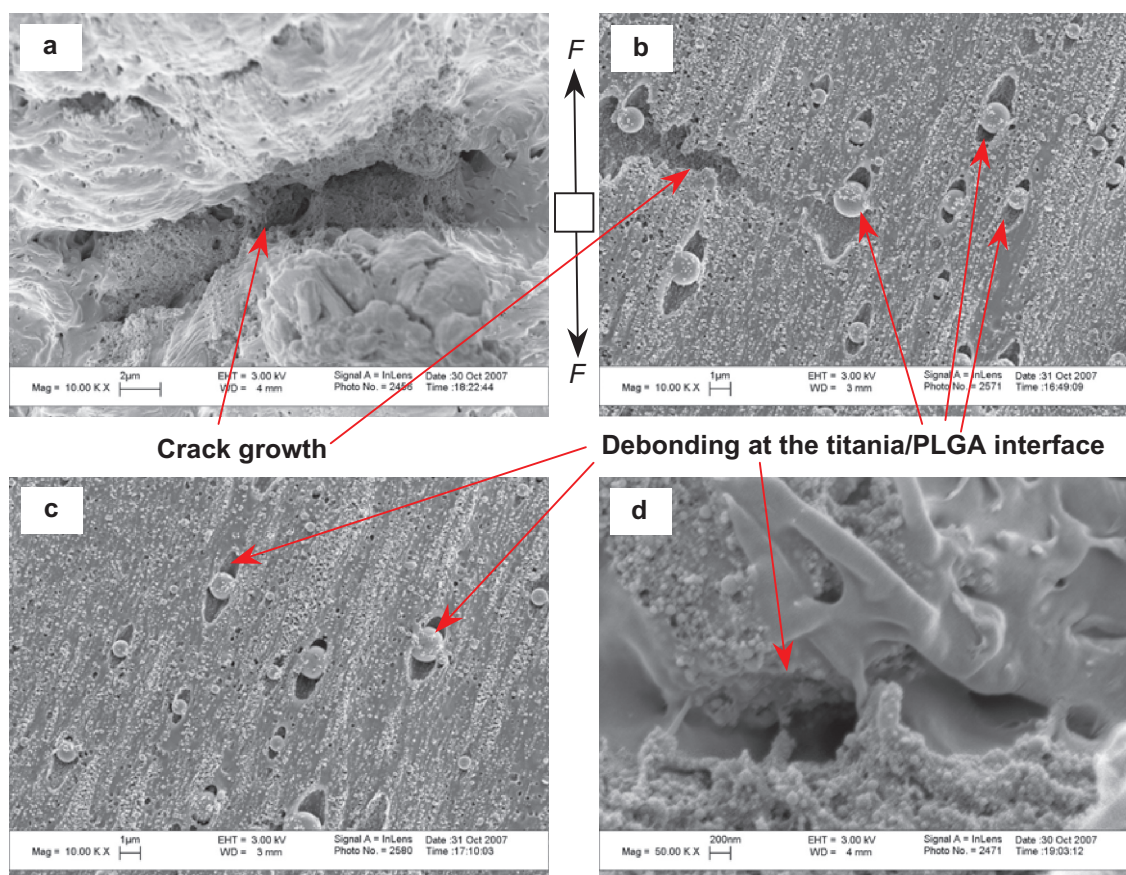 a
b
F
F
2µm
Mag = 10.00 K X
EHT = 3.00 kV
WD = 4 mm
Signal A = InLens
Photo No. = 2456
Date :30 Oct 2007
Time :18:22:44
1µm
Mag = 10.00 K X
EHT = 3.00 kV
WD = 3 mm
Signal A = InLens
Photo No. = 2571
Date :31 Oct 2007
Time :16:49:09
Crack growth
Debonding at the titania/PLGA interface
c
d
1µm
Mag = 10.00 K X
EHT = 3.00 kV
WD = 3 mm
Signal A = InLens
Photo No. = 2580
Date :31 Oct 2007
Time :17:10:03
200nm
Mag = 50.00 K X
EHT = 3.00 kV
WD = 4 mm
Signal A = InLens
Photo No. = 2471
Date :30 Oct 2007
Time :19:03:12